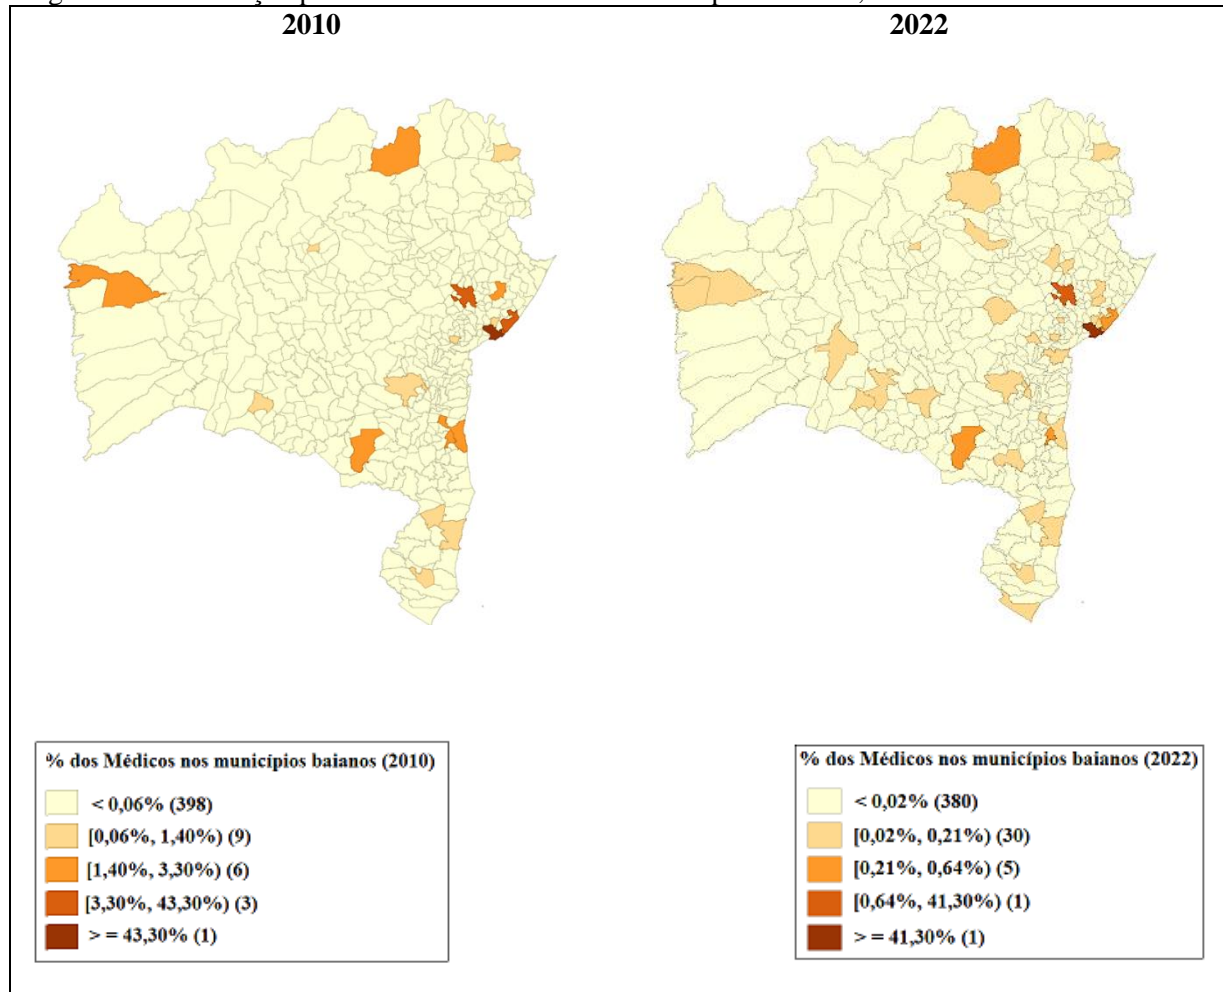 2010
2022
% dos Médicos nos municípios baianos (2010)
< 0,06% (398)
[0,06%, 1,40%) (9)
[1,40%, 3,30%) (6)
[3,30%, 43,30%) (3)
> = 43,30% (1)
% dos Médicos nos municípios baianos (2022)
< 0,02% (380)
[0,02%, 0,21%) (30)
[0,21%, 0,64%) (5)
[0,64%, 41,30%) (1)
> = 41,30% (1)